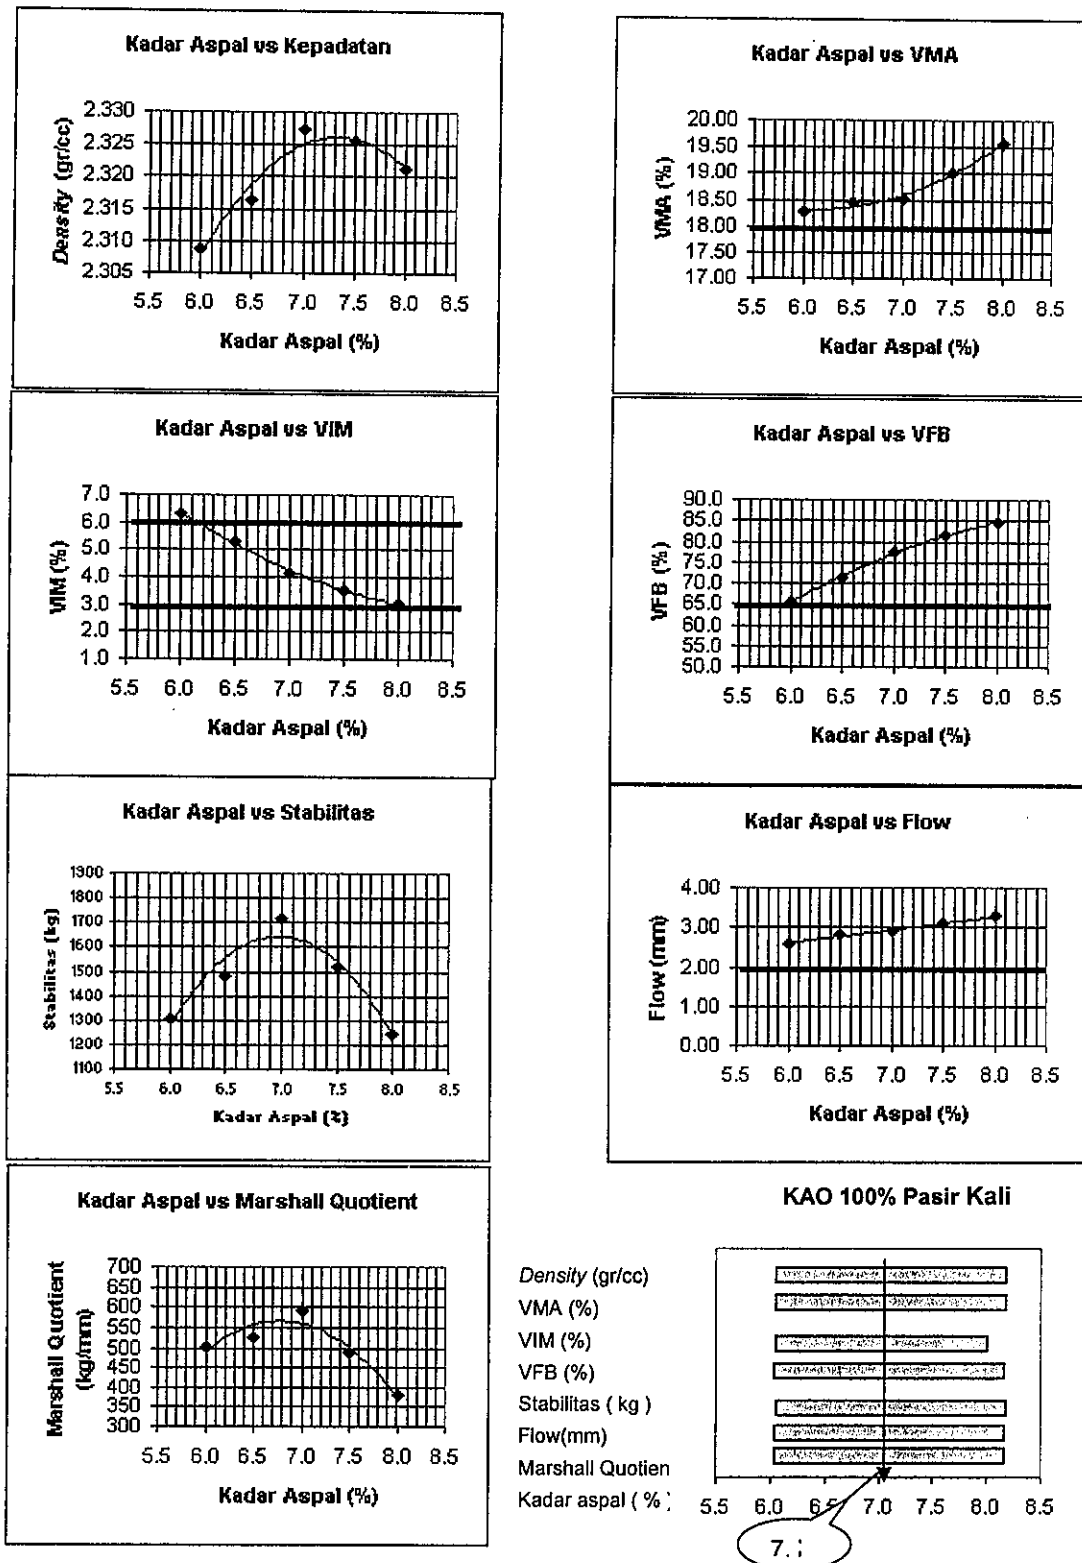 Kadar Aspal vs Kepadatan
Density (gr/cc)
2.330
2.325
2.320
2.315
2.310
2.305
5.5 6.0 6.5 7.0 7.5 8.0 8.5
Kadar Aspal (%)
Kadar Aspal vs VMA
VMA (%)
20.00
19.50
19.00
18.50
18.00
17.50
17.00
5.5 6.0 6.5 7.0 7.5 8.0 8.5
Kadar Aspal (%)
Kadar Aspal vs VIM
VIM (%)
7.0
6.0
5.0
4.0
3.0
2.0
1.0
5.5 6.0 6.5 7.0 7.5 8.0 8.5
Kadar Aspal (%)
Kadar Aspal vs VFB
VFB (%)
90.0
85.0
80.0
75.0
70.0
65.0
60.0
55.0
50.0
5.5 6.0 6.5 7.0 7.5 8.0 8.5
Kadar Aspal (%)
Kadar Aspal vs Stabilitas
Stabilitas (kg)
1900
1800
1700
1600
1500
1400
1300
1200
1100
5.5 6.0 6.5 7.0 7.5 8.0 8.5
Kadar Aspal (%)
Kadar Aspal vs Flow
Flow (mm)
4.00
3.00
2.00
1.00
0.00
5.5 6.0 6.5 7.0 7.5 8.0 8.5
Kadar Aspal (%)
Kadar Aspal vs Marshall Quotient
Marshall Quotient
(kg/mm)
700
650
600
550
500
450
400
350
300
5.5 6.0 6.5 7.0 7.5 8.0 8.5
Kadar Aspal (%)
KAO 100% Pasir Kali
Density (gr/cc)
VMA (%)
VIM (%)
VFB (%)
Stabilitas ( kg )
Flow(mm)
Marshall Quotien
Kadar aspal ( %
5.5 6.0 6.5 7.0 7.5 8.0 8.5